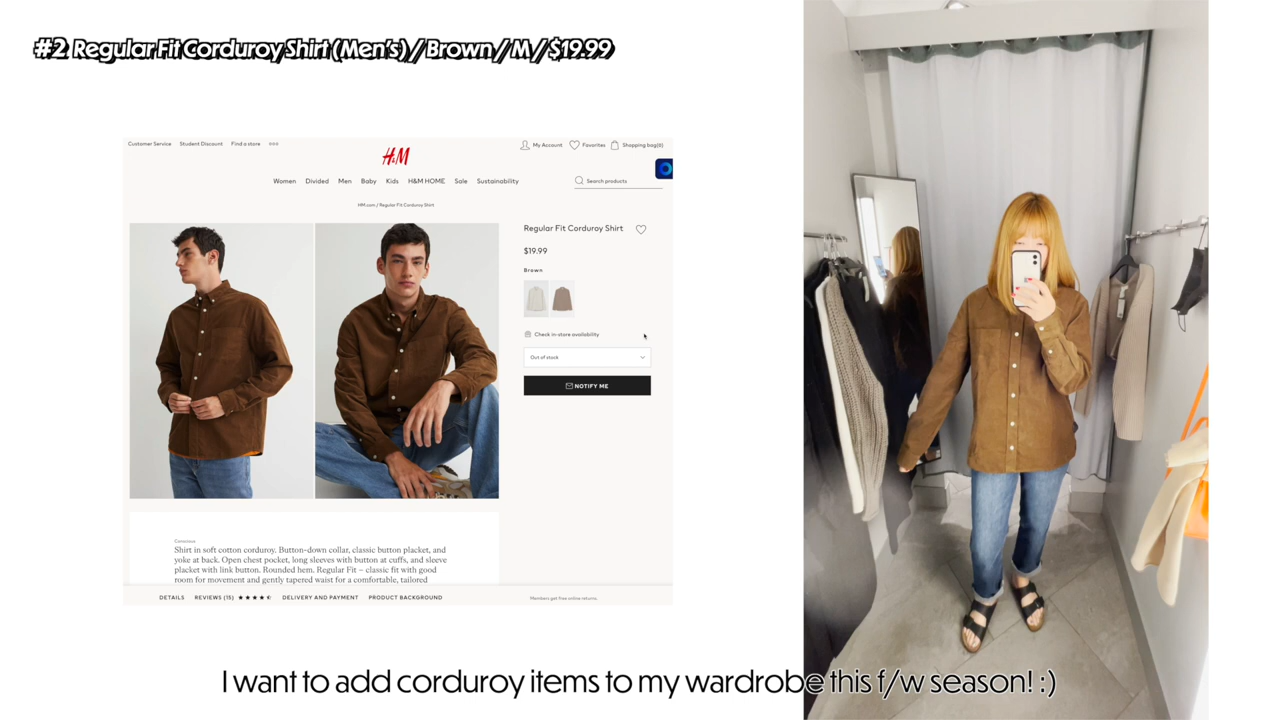 #2 Regular Fit Corduroy Shirt (Men's) / Brown / M / $19.99
Customer Service Student Discount Find a store
H&M
My Account Favorites Shopping bag(0)
Women Divided Men Baby Kids H&M HOME Sale Sustainability
Search products
HM.com / Regular Fit Corduroy Shirt
Regular Fit Corduroy Shirt
$19.99
Brown
Check in-store availability
Out of stock
NOTIFY ME
Conscious
Shirt in soft cotton corduroy. Button-down collar, classic button placket, and
yoke at back. Open chest pocket, long sleeves with button at cuffs, and sleeve
placket with link button. Rounded hem. Regular Fit – classic fit with good
room for movement and gently tapered waist for a comfortable, tailored
DETAILS REVIEWS (15) DELIVERY AND PAYMENT PRODUCT BACKGROUND
Members get free online returns.
I want to add corduroy items to my wardrobe this f/w season! :)